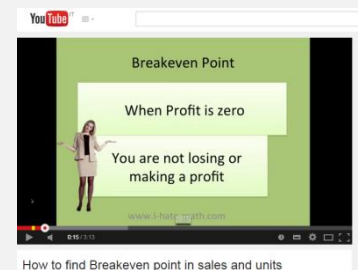 YouTube IT
Breakeven Point
When Profit is zero
You are not losing or
making a profit
www.i-hate-math.com
0:15 / 3:13
How to find Breakeven point in sales and units